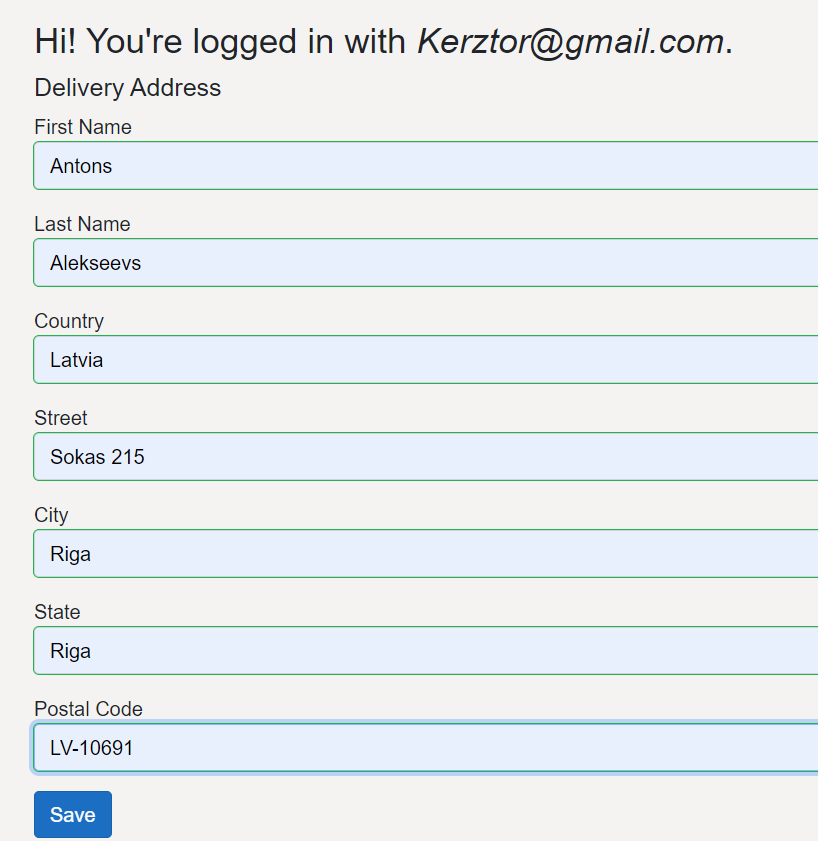 Hi! You're logged in with Kerztor@gmail.com.
Delivery Address
First Name
Antons
Last Name
Alekseevs
Country
Latvia
Street
Sokas 215
City
Riga
State
Riga
Postal Code
LV-10691
Save